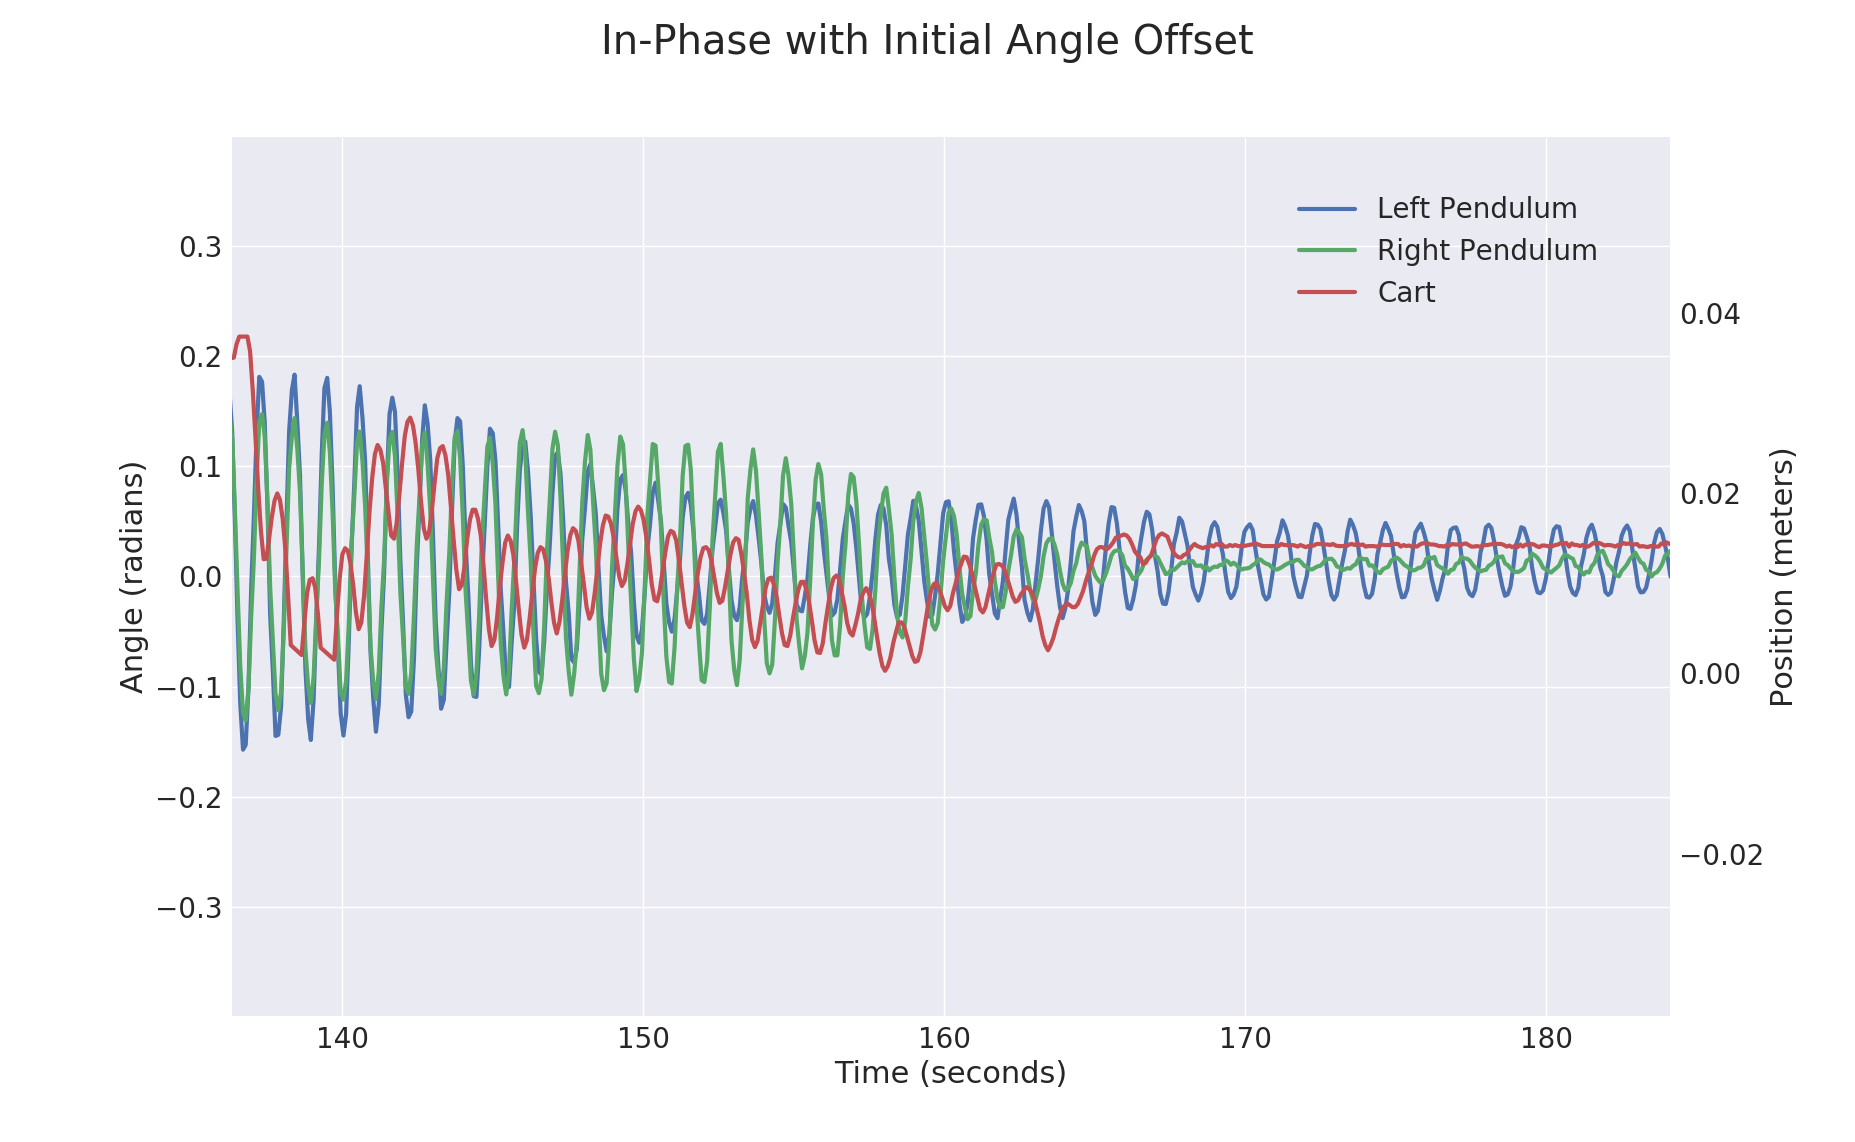 In-Phase with Initial Angle Offset
Left Pendulum
Right Pendulum
Cart
0.3
0.2
0.1
0.0
−0.1
−0.2
−0.3
Angle (radians)
0.04
0.02
0.00
−0.02
Position (meters)
140 150 160 170 180
Time (seconds)